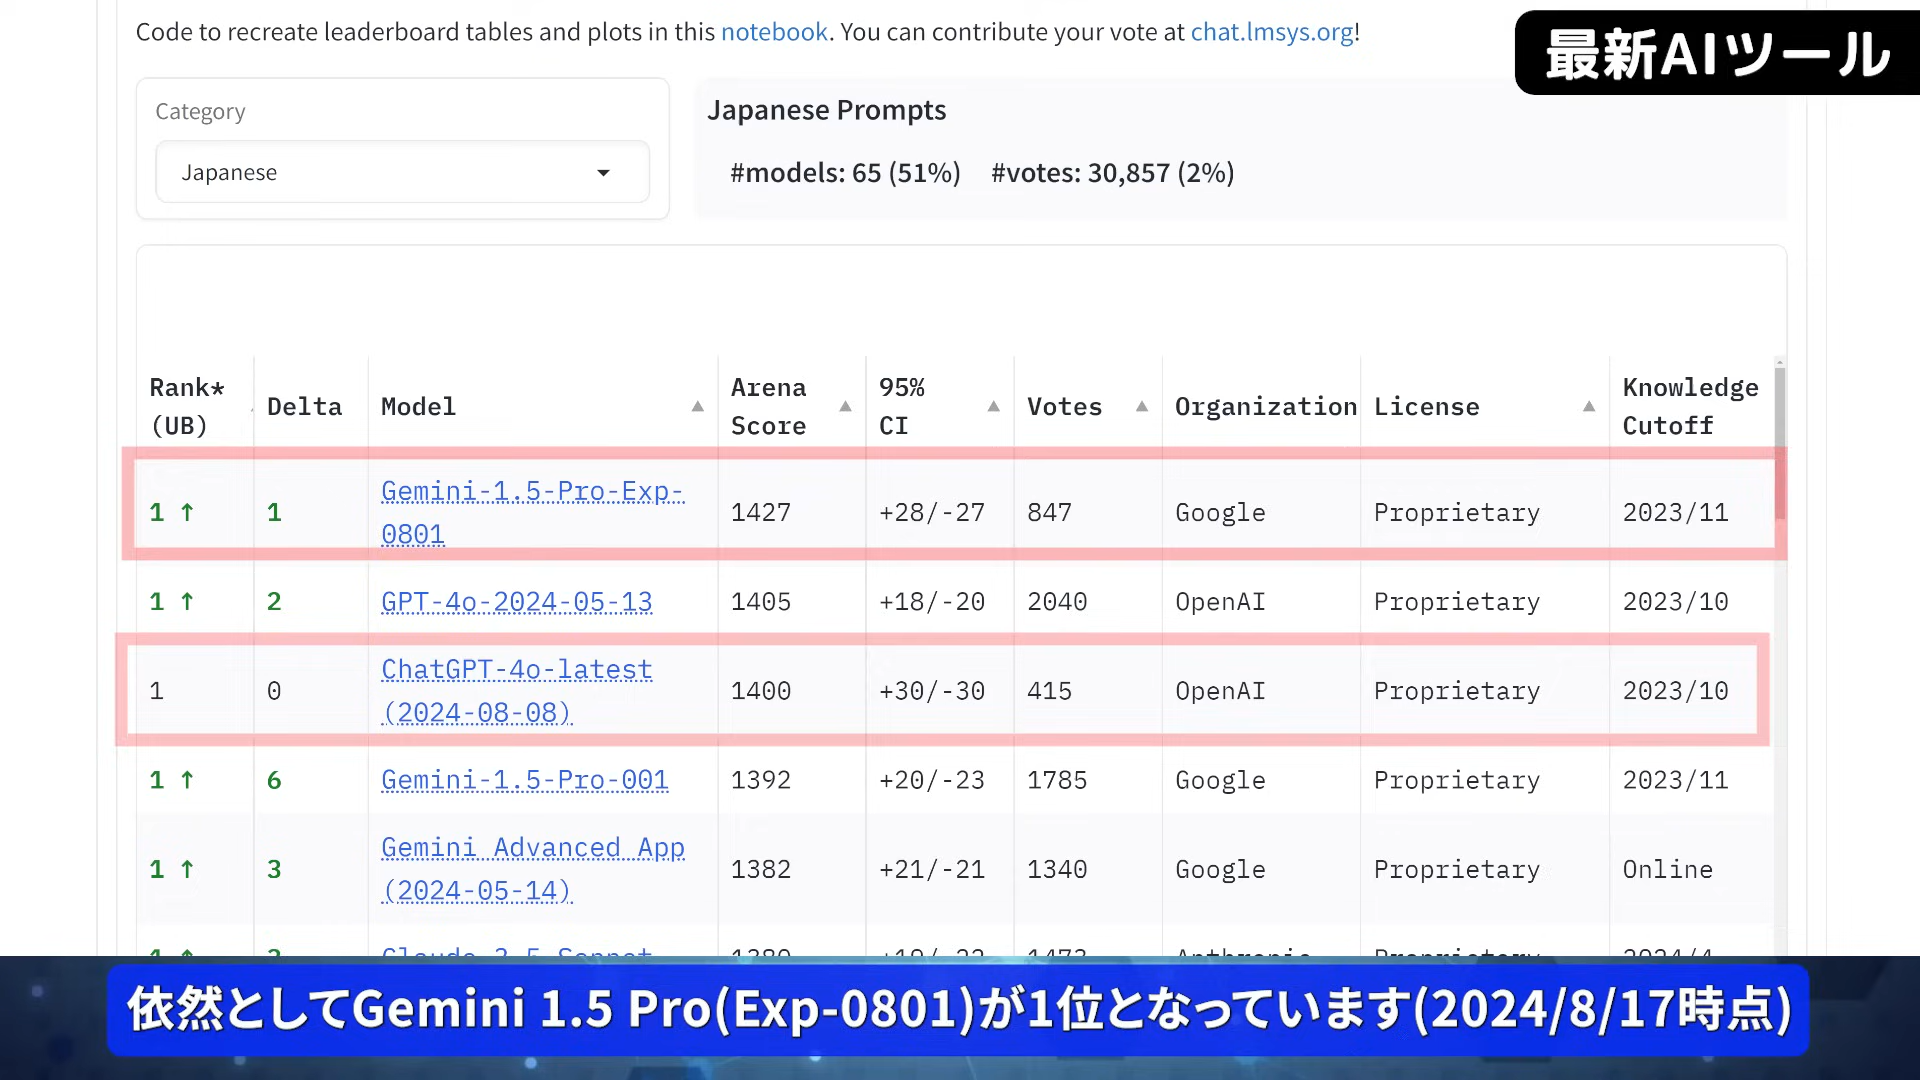 Code to recreate leaderboard tables and plots in this notebook. You can contribute your vote at chat.lmsys.org!
最新AIツール
Category
Japanese
Japanese Prompts
#models: 65 (51%) #votes: 30,857 (2%)
Rank* (UB) Delta Model Arena Score 95% CI Votes Organization License Knowledge Cutoff
1 ↑ 1 Gemini-1.5-Pro-Exp-0801 1427 +28/-27 847 Google Proprietary 2023/11
1 ↑ 2 GPT-4o-2024-05-13 1405 +18/-20 2040 OpenAI Proprietary 2023/10
1 0 ChatGPT-4o-latest (2024-08-08) 1400 +30/-30 415 OpenAI Proprietary 2023/10
1 ↑ 6 Gemini-1.5-Pro-001 1392 +20/-23 1785 Google Proprietary 2023/11
1 ↑ 3 Gemini Advanced App (2024-05-14) 1382 +21/-21 1340 Google Proprietary Online
Claude 3.5 Sonnet Anthropic Proprietary
依然としてGemini 1.5 Pro(Exp-0801)が1位となっています(2024/8/17時点)